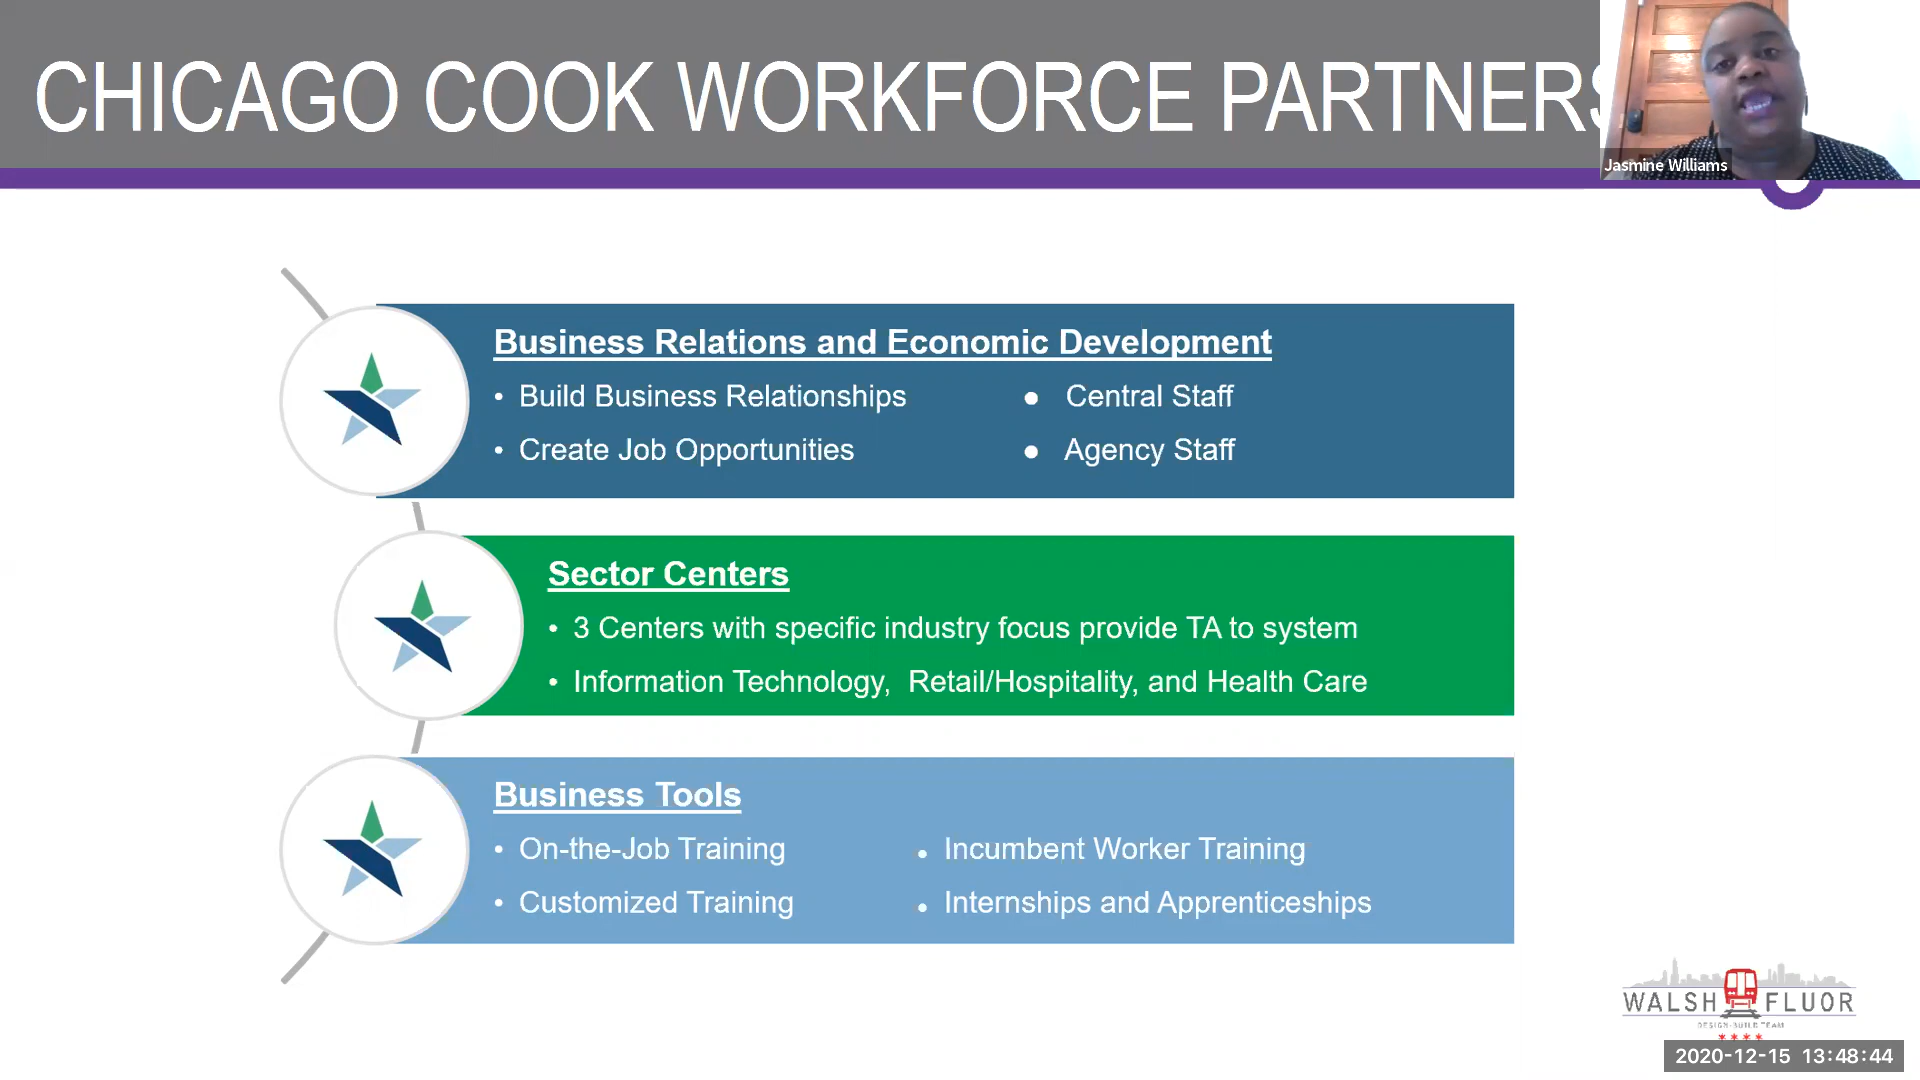 CHICAGO COOK WORKFORCE PARTNERS
Jasmine Williams
Business Relations and Economic Development
• Build Business Relationships ● Central Staff
• Create Job Opportunities ● Agency Staff
Sector Centers
• 3 Centers with specific industry focus provide TA to system
• Information Technology, Retail/Hospitality, and Health Care
Business Tools
• On-the-Job Training • Incumbent Worker Training
• Customized Training • Internships and Apprenticeships
WALSH FLUOR
DESIGN-BUILD TEAM
2020-12-15 13:48:44